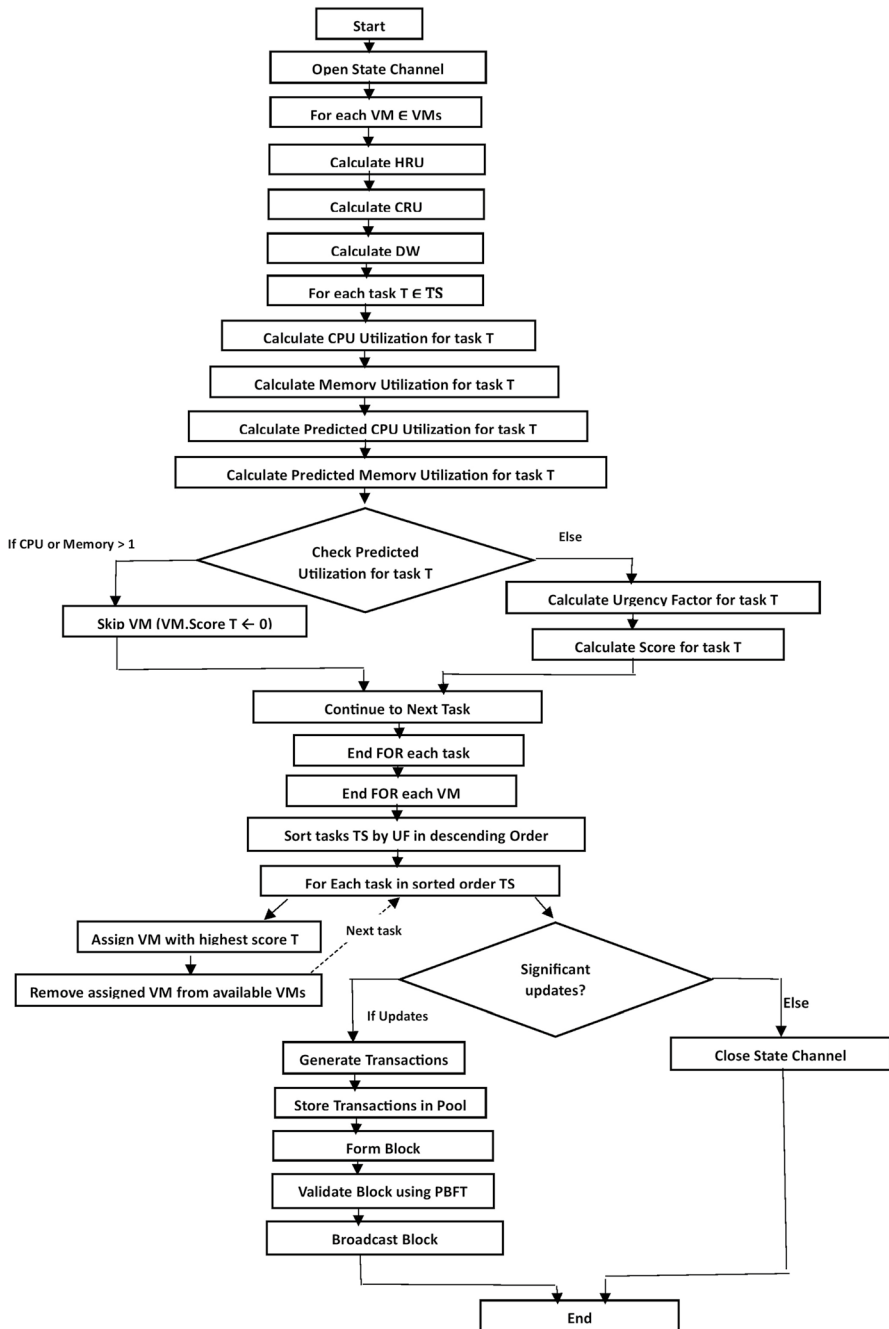 Start
Open State Channel
For each VM ∈ VMs
Calculate HRU
Calculate CRU
Calculate DW
For each task T ∈ TS
Calculate CPU Utilization for task T
Calculate Memory Utilization for task T
Calculate Predicted CPU Utilization for task T
Calculate Predicted Memory Utilization for task T
If CPU or Memory > 1
Check Predicted
Utilization for task T
Else
Skip VM (VM.Score T ← 0)
Calculate Urgency Factor for task T
Calculate Score for task T
Continue to Next Task
End FOR each task
End FOR each VM
Sort tasks TS by UF in descending Order
For Each task in sorted order TS
Assign VM with highest score T
Next task
Remove assigned VM from available VMs
Significant
updates?
If Updates
Else
Generate Transactions
Close State Channel
Store Transactions in Pool
Form Block
Validate Block using PBFT
Broadcast Block
End